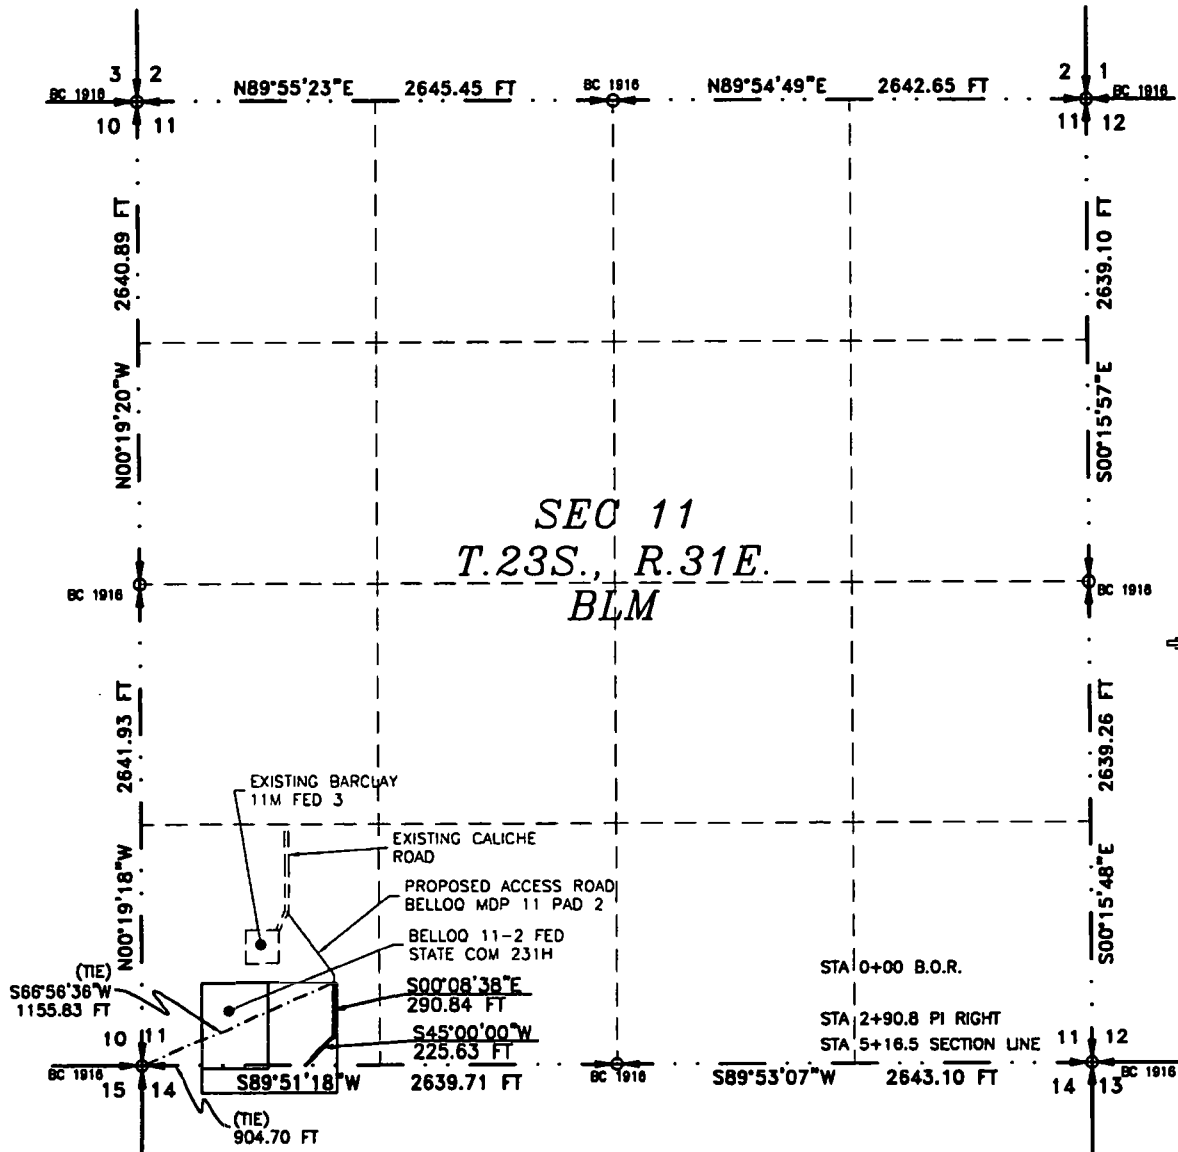 3 2
N89°55'23"E 2645.45 FT
BC 1916
N89°54'49"E 2642.65 FT
2 1
BC 1916
BC 1916
10 11
11 12
2640.89 FT
N00°19'20"W
2639.10 FT
S00°15'57"E
SEC 11
T.23S., R.31E.
BLM
BC 1916
BC 1916
2641.93 FT
N00°19'18"W
2639.26 FT
S00°15'48"E
EXISTING BARCLAY
11M FED 3
EXISTING CALICHE
ROAD
PROPOSED ACCESS ROAD
BELLOQ MDP 11 PAD 2
BELLOQ 11-2 FED
STATE COM 231H
(TIE)
S66°56'36"W
1155.83 FT
S00°08'38"E
290.84 FT
S45°00'00"W
225.63 FT
STA 0+00 B.O.R.
STA 2+90.8 PI RIGHT
STA 5+16.5 SECTION LINE
10 11
11 12
BC 1916
S89°51'18"W 2639.71 FT
BC 1916
S89°53'07"W 2643.10 FT
BC 1916
15 14
14 13
(TIE)
904.70 FT